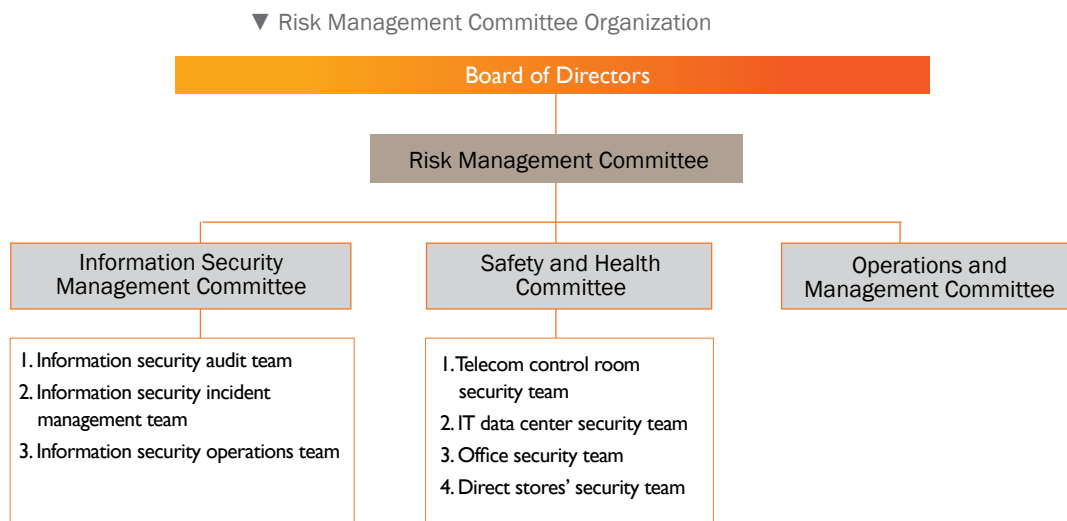 ▼ Risk Management Committee Organization
Board of Directors
Risk Management Committee
Information Security
Management Committee
1. Information security audit team
2. Information security incident
management team
3. Information security operations team
Safety and Health
Committee
1. Telecom control room
security team
2. IT data center security team
3. Office security team
4. Direct stores' security team
Operations and
Management Committee